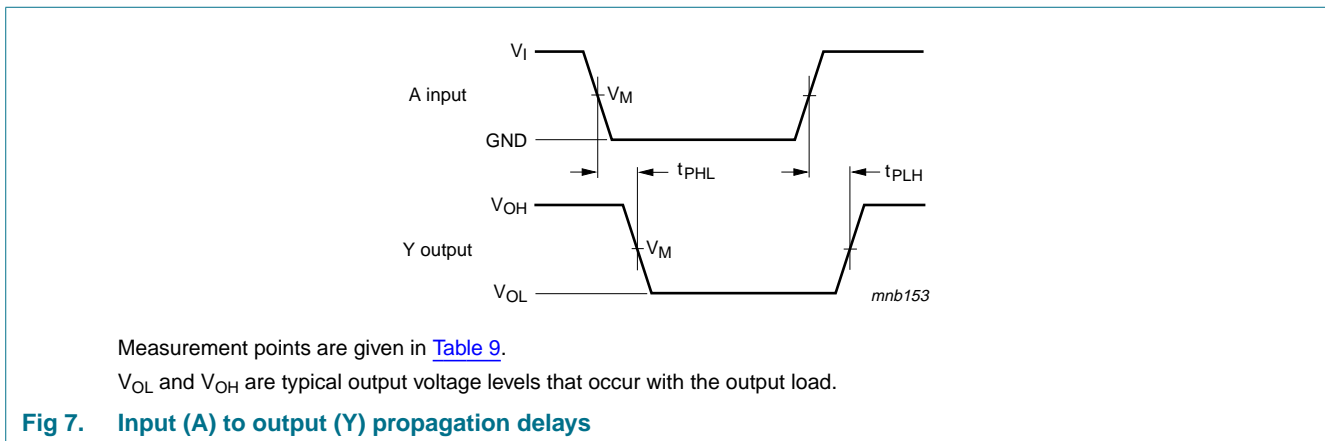 V_I
A input
V_M
GND
t_PHL
t_PLH
V_OH
Y output
V_M
V_OL
mnb153
Measurement points are given in Table 9.
V_OL and V_OH are typical output voltage levels that occur with the output load.
Fig 7. Input (A) to output (Y) propagation delays